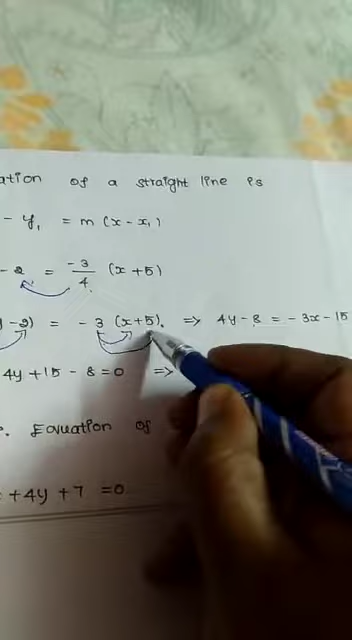 ation of a straight line is
- y₁ = m (x - x₁)
- 2 = -3/4 (x + 5)
y - 2) = - 3 (x + 5). ⇒ 4y - 8 = - 3x - 15
4y + 15 - 8 = 0 ⇒
. Equation of
+ 4y + 7 = 0